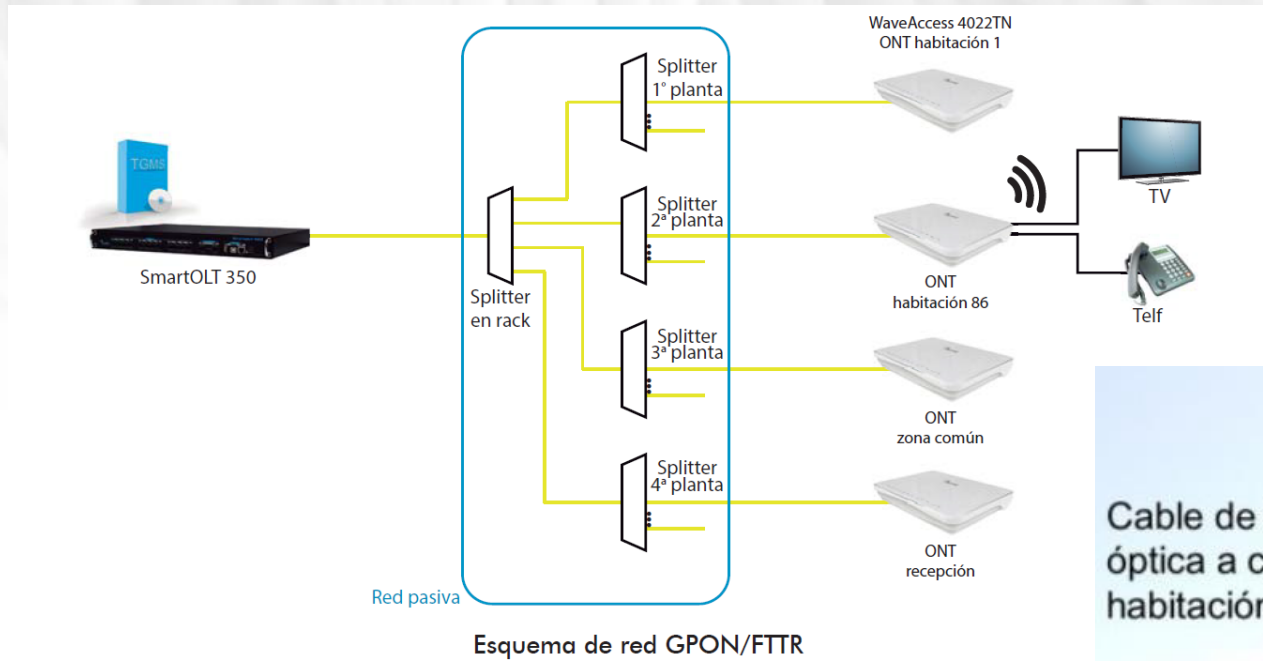 WaveAccess 4022TN
ONT habitación 1
Splitter
1° planta
TGMS
SmartOLT 350
Splitter
en rack
Splitter
2ª planta
ONT
habitación 86
TV
Telf
Splitter
3ª planta
ONT
zona común
Splitter
4ª planta
ONT
recepción
Red pasiva
Esquema de red GPON/FTTR
Cable de
óptica a c
habitación